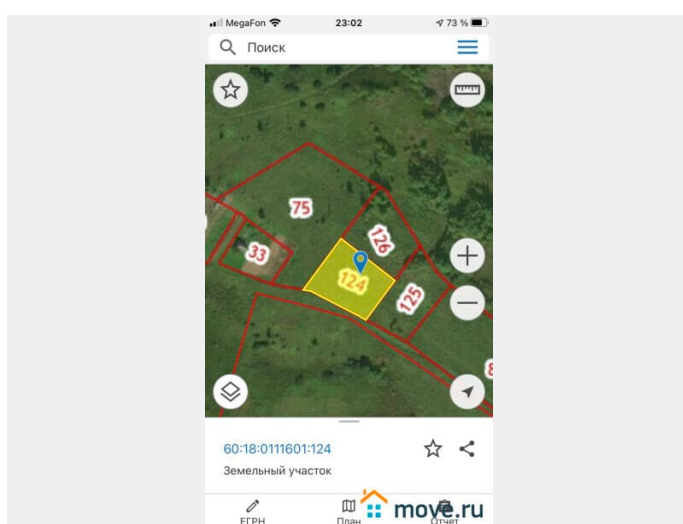 MegaFon 23:02 73 %
Поиск
75
126
33
124
125
8
60:18:0111601:124
Земельный участок
ЕГРН План Отчет
move.ru